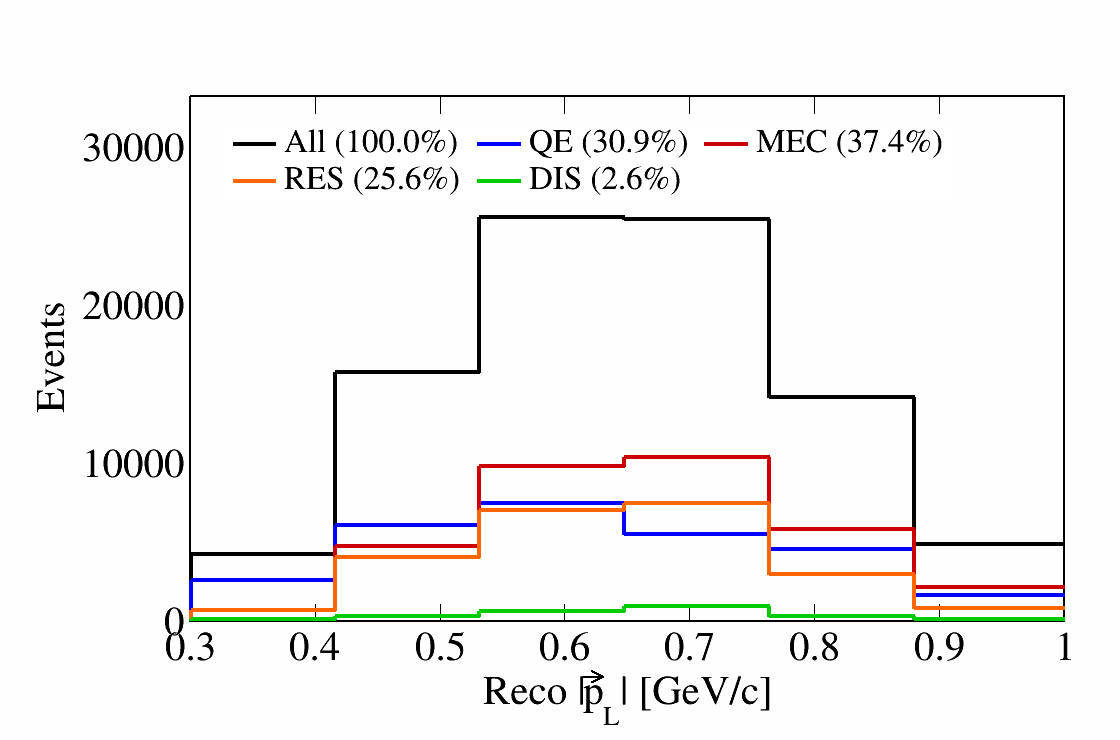 All (100.0%) QE (30.9%) MEC (37.4%)
RES (25.6%) DIS (2.6%)
30000
20000
10000
0
Events
0.3 0.4 0.5 0.6 0.7 0.8 0.9 1
Reco |p⃗_L| [GeV/c]